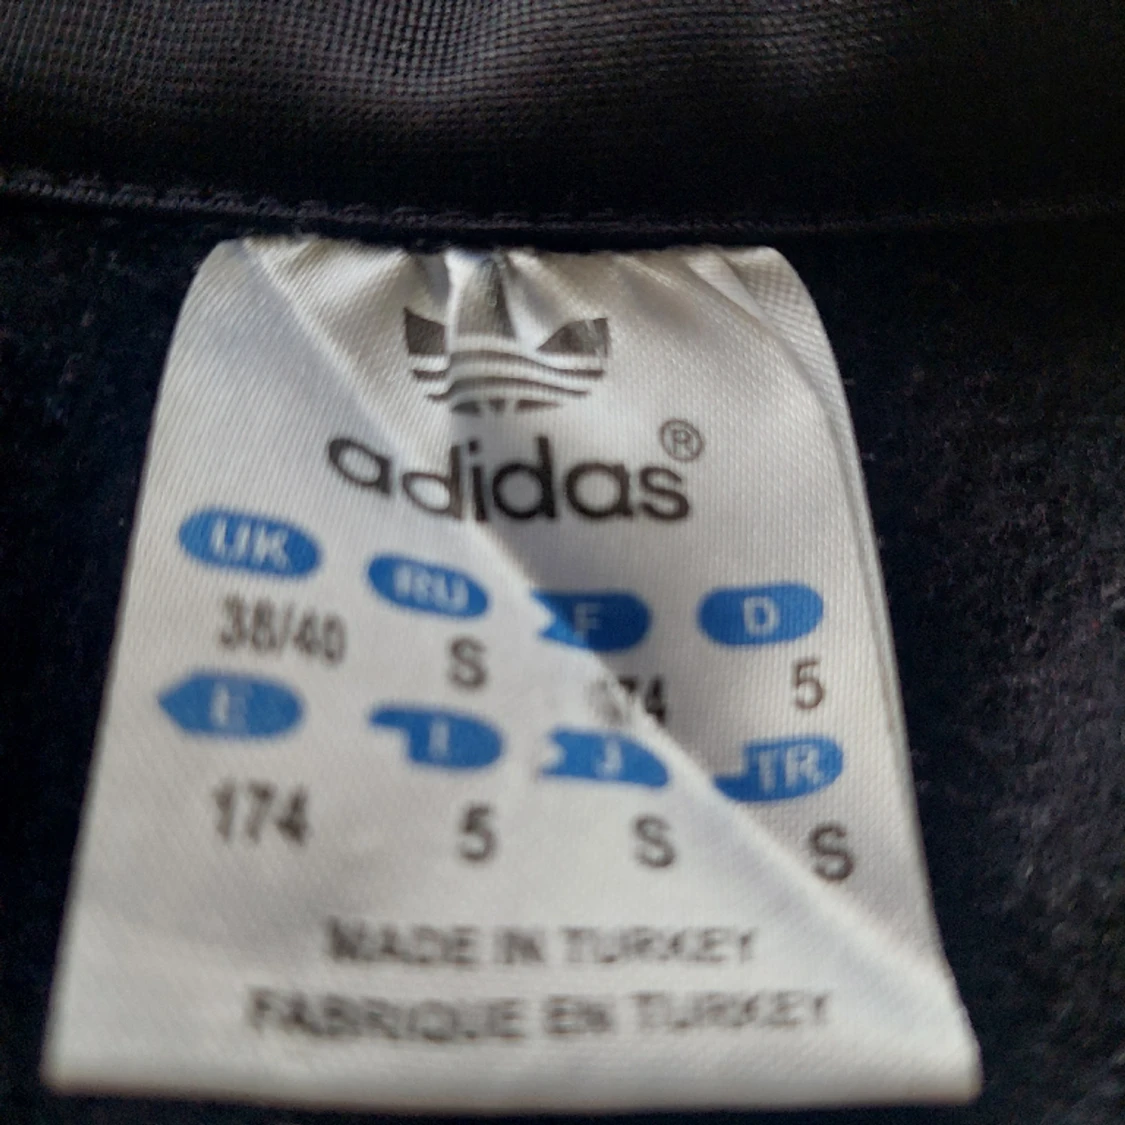 adidas®
UK RU F D
38/40 S 174 5
E I J TR
174 5 S S
MADE IN TURKEY
FABRIQUE EN TURKEY